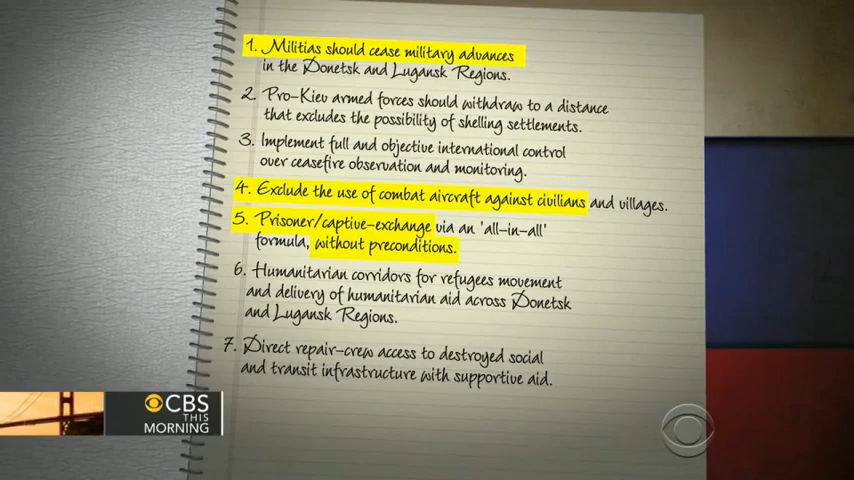 1. Militias should cease military advances
in the Donetsk and Lugansk Regions.
2. Pro-Kiev armed forces should withdraw to a distance
that excludes the possibility of shelling settlements.
3. Implement full and objective international control
over ceasefire observation and monitoring.
4. Exclude the use of combat aircraft against civilians and villages.
5. Prisoner/captive-exchange via an 'all-in-all'
formula, without preconditions.
6. Humanitarian corridors for refugees movement
and delivery of humanitarian aid across Donetsk
and Lugansk Regions.
7. Direct repair-crew access to destroyed social
and transit infrastructure with supportive aid.
CBS
THIS
MORNING